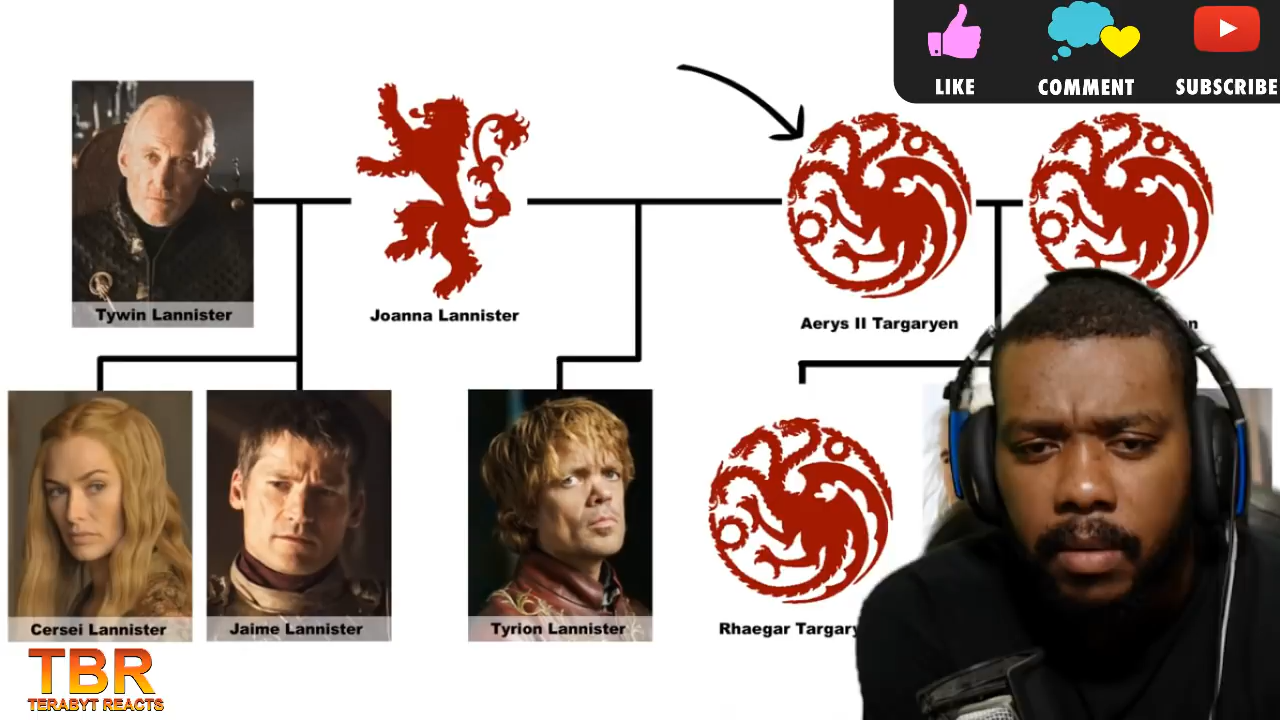 LIKE
COMMENT
SUBSCRIBE
Tywin Lannister
Joanna Lannister
Aerys II Targaryen
Cersei Lannister
Jaime Lannister
Tyrion Lannister
Rhaegar
TBR
TERABYT REACTS